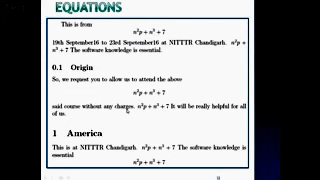 EQUATIONS
This is from
n²p + n³ + 7
19th September16 to 23rd Sepetember16 at NITTTR Chandigarh. n²p +
n³ + 7 The software knowledge is essential.
0.1 Origin
So, we request you to allow us to attend the above
n²p + n³ + 7
said course without any charges. n²p + n³ + 7 It will be really helpful for all
of us.
1 America
This is at NITTTR Chandigarh. n²p + n³ + 7 The software knowledge is
essential
n²p + n³ + 7